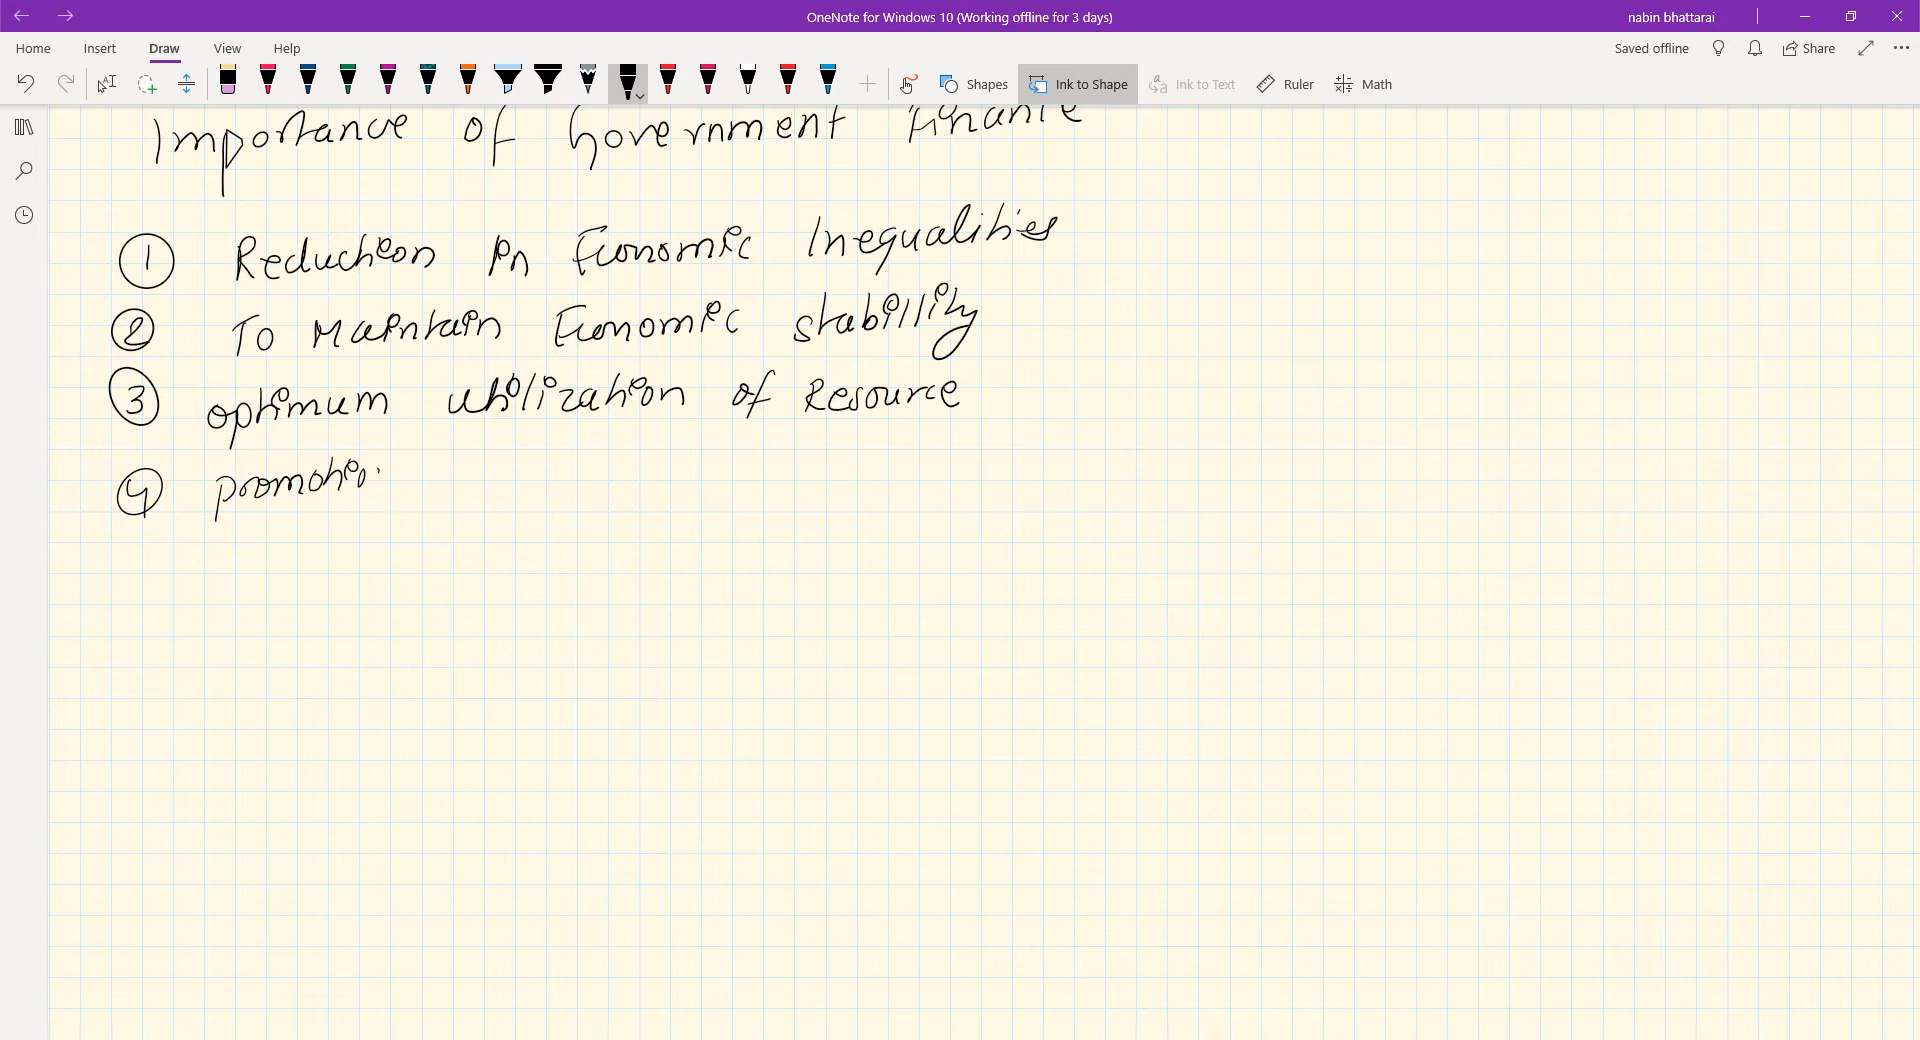 OneNote for Windows 10 (Working offline for 3 days) nabin bhattarai
Home Insert Draw View Help Saved offline Share
Shapes Ink to Shape Ink to Text Ruler Math
Importance of Government Finance
1 Reduction in Economic Inequalities
2 To Maintain Economic stabillity
3 optimum utilization of Resource
4 promotio